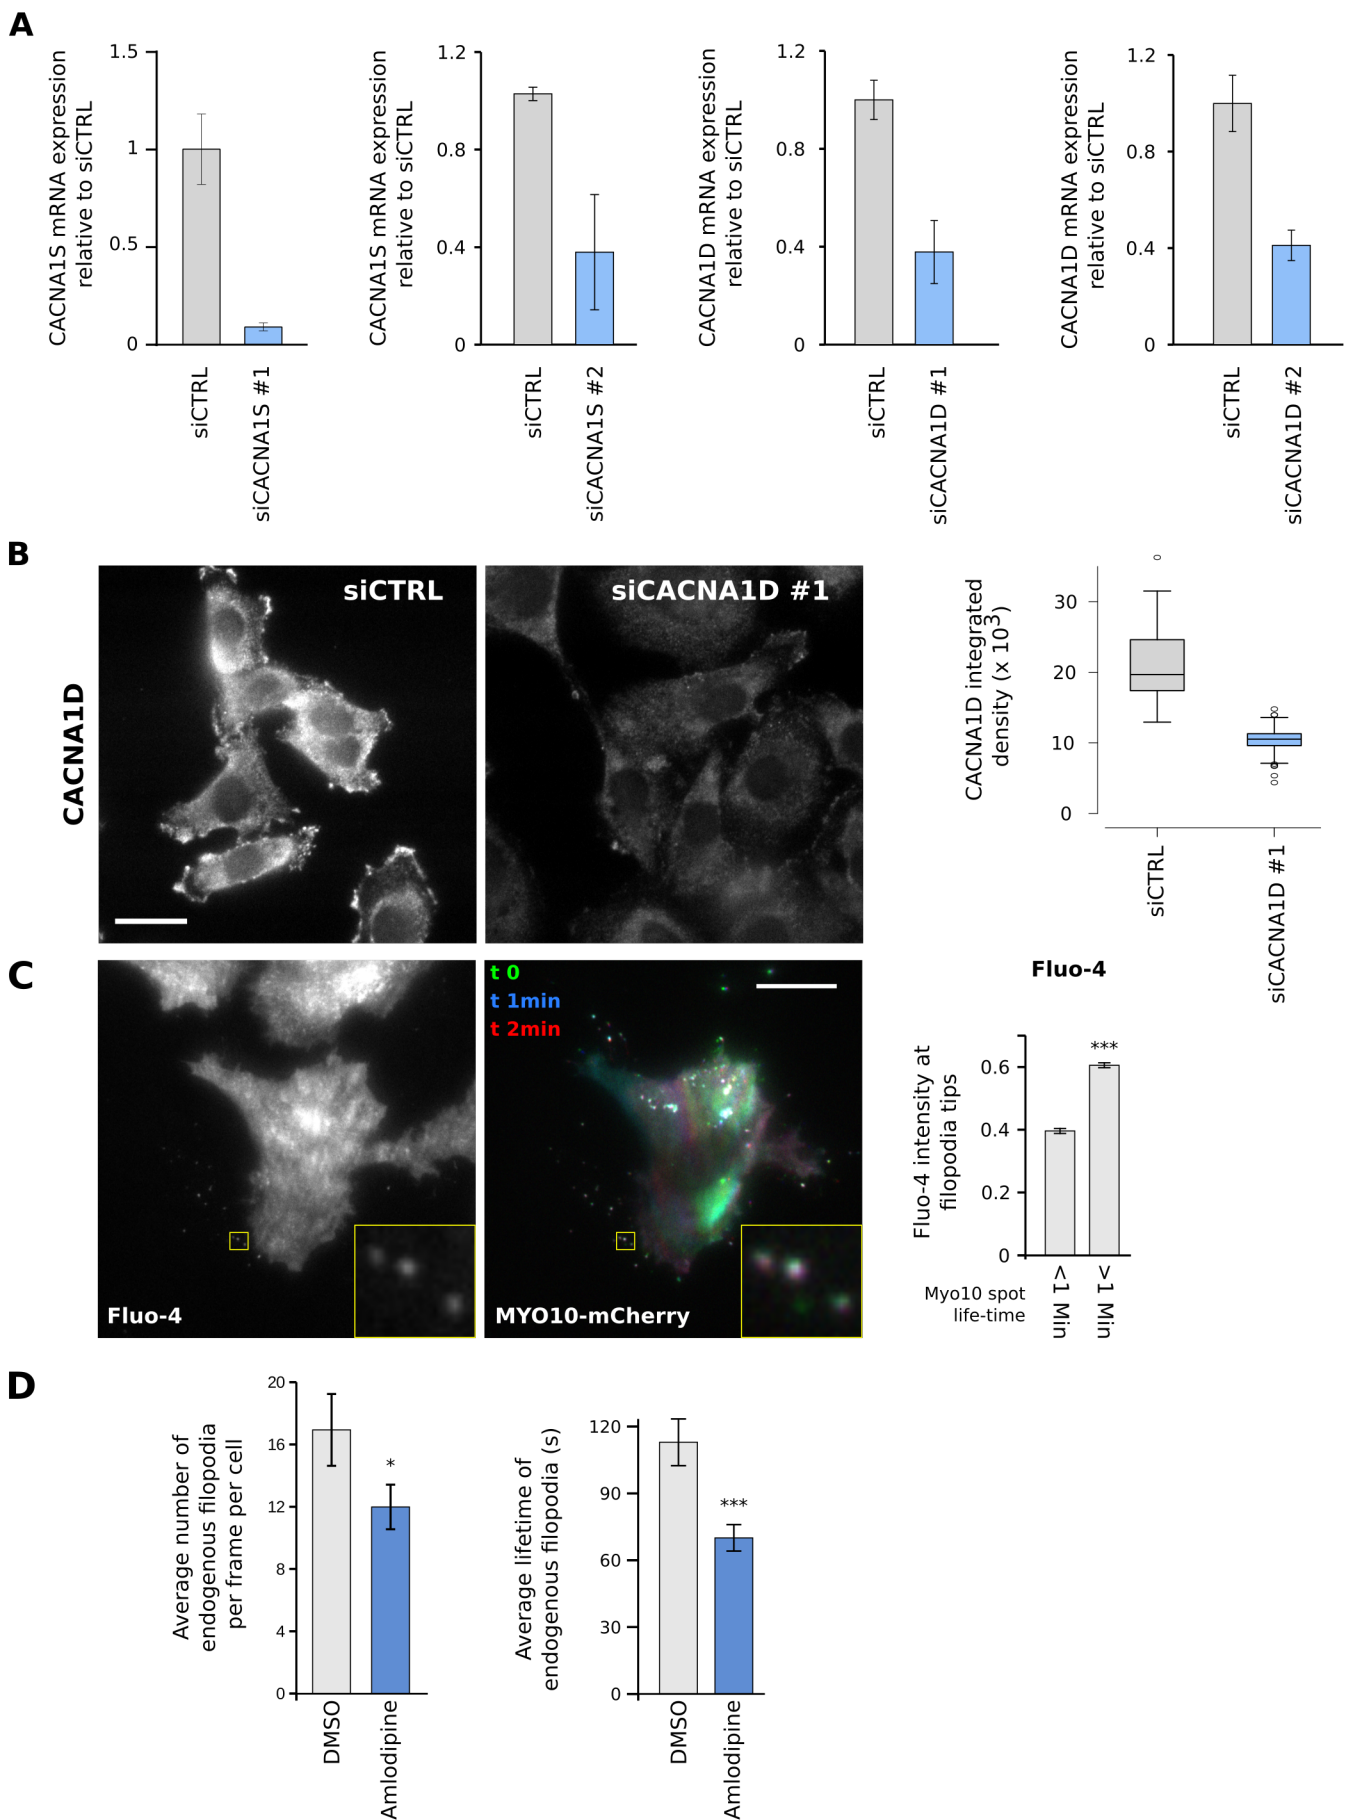 A
CACNA1S mRNA expression
relative to siCTRL
1.5
1
0.5
0
siCTRL
siCACNA1S #1
CACNA1S mRNA expression
relative to siCTRL
1.2
0.8
0.4
0
siCTRL
siCACNA1S #2
CACNA1D mRNA expression
relative to siCTRL
1.2
0.8
0.4
0
siCTRL
siCACNA1D #1
CACNA1D mRNA expression
relative to siCTRL
1.2
0.8
0.4
0
siCTRL
siCACNA1D #2
B
CACNA1D
siCTRL
siCACNA1D #1
CACNA1D integrated
density (x 10³)
30
20
10
0
siCTRL
siCACNA1D #1
C
Fluo-4
t 0
t 1min
t 2min
MYO10-mCherry
Fluo-4
Fluo-4 intensity at
filopodia tips
0.6
0.4
0.2
0
***
Myo10 spot
life-time
<1 Min
>1 Min
D
Average number of
endogenous filopodia
per frame per cell
20
16
12
8
4
0
*
DMSO
Amlodipine
Average lifetime of
endogenous filopodia (s)
120
90
60
30
0
***
DMSO
Amlodipine